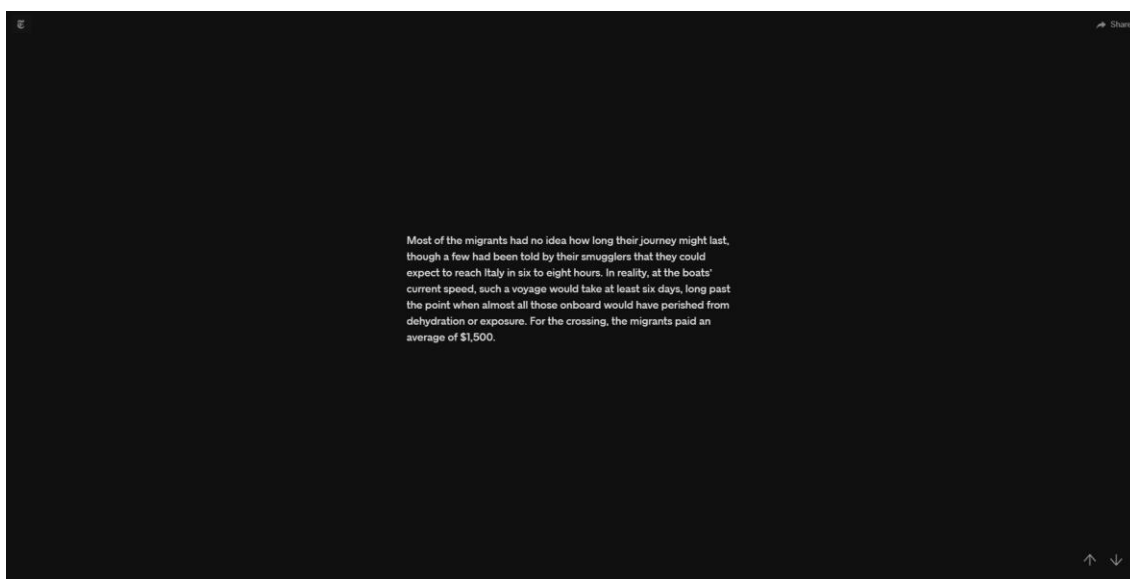 Share
Most of the migrants had no idea how long their journey might last,
though a few had been told by their smugglers that they could
expect to reach Italy in six to eight hours. In reality, at the boats'
current speed, such a voyage would take at least six days, long past
the point when almost all those onboard would have perished from
dehydration or exposure. For the crossing, the migrants paid an
average of $1,500.